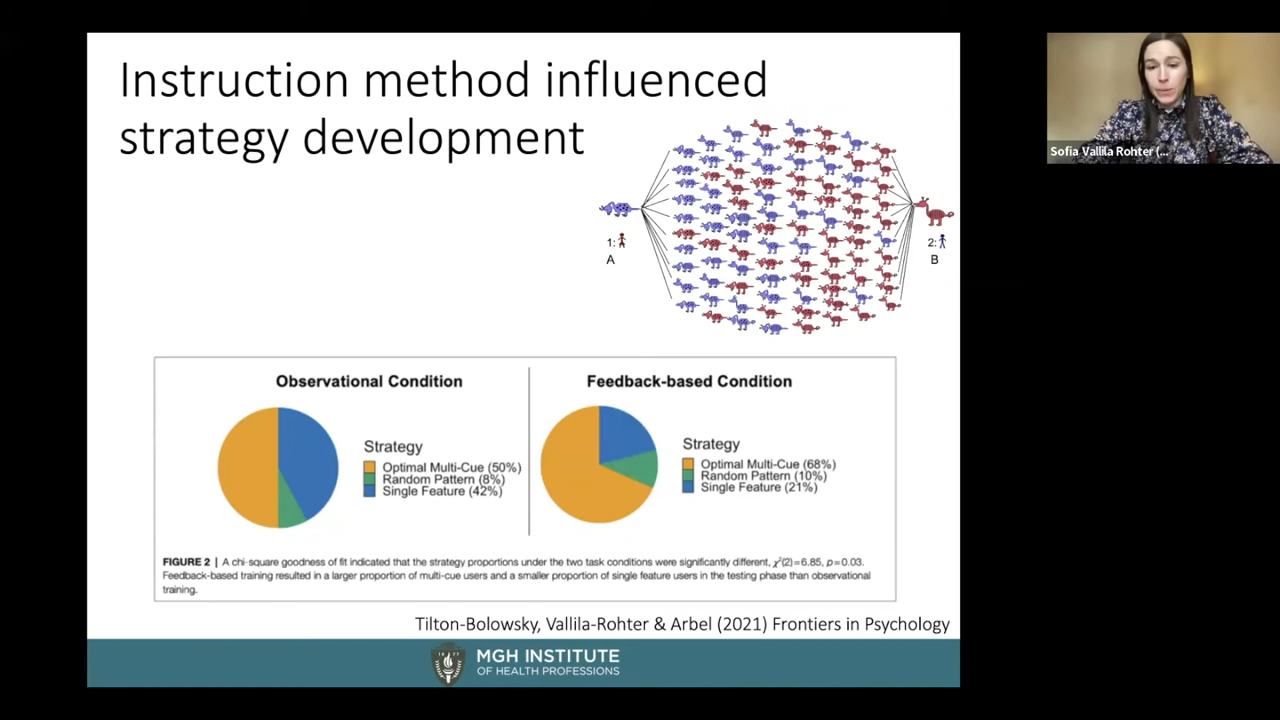 Instruction method influenced
strategy development
Sofia Vallila Rohter (...
1:
A
2:
B
Observational Condition
Strategy
Optimal Multi-Cue (50%)
Random Pattern (8%)
Single Feature (42%)
Feedback-based Condition
Strategy
Optimal Multi-Cue (68%)
Random Pattern (10%)
Single Feature (21%)
FIGURE 2 | A chi-square goodness of fit indicated that the strategy proportions under the two task conditions were significantly different, χ²(2)=6.85, p=0.03.
Feedback-based training resulted in a larger proportion of multi-cue users and a smaller proportion of single feature users in the testing phase than observational
training.
Tilton-Bolowsky, Vallila-Rohter & Arbel (2021) Frontiers in Psychology
MGH INSTITUTE
OF HEALTH PROFESSIONS